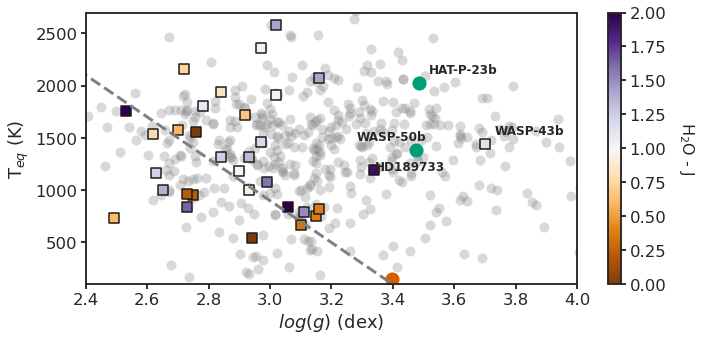 2500
2000
1500
1000
500
T_eq (K)
2.4 2.6 2.8 3.0 3.2 3.4 3.6 3.8 4.0
log(g) (dex)
HAT-P-23b
WASP-50b
WASP-43b
HD189733
2.00
1.75
1.50
1.25
1.00
0.75
0.50
0.25
0.00
H₂O - J